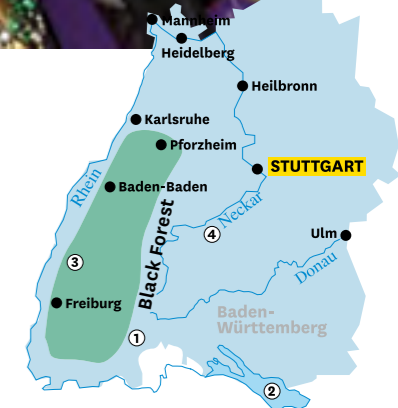 Mannheim
Heidelberg
Heilbronn
Karlsruhe
Pforzheim
STUTTGART
Rhein
Baden-Baden
Neckar
Black Forest
4
Ulm
3
Donau
Freiburg
Baden-
Württemberg
1
2